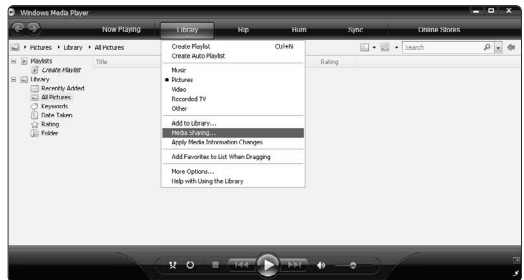 Windows Media Player
Now Playing Library Rip Burn Sync Online Stores
Pictures Library All Pictures Search
Playlists
Create Playlist
Library
Recently Added
All Pictures
Keywords
Date Taken
Rating
Folder
Title Rating
Create Playlist Ctrl+N
Create Auto Playlist
Music
Pictures
Video
Recorded TV
Other
Add to Library...
Media Sharing...
Apply Media Information Changes
Add Favorites to List When Dragging
More Options...
Help with Using the Library